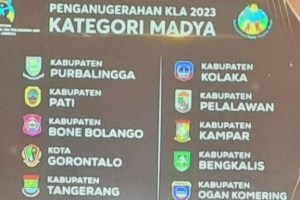 PENGANUGERAHAN KLA 2023
KATEGORI MADYA
KABUPATEN
PURBALINGGA
KABUPATEN
PATI
KABUPATEN
BONE BOLANGO
KOTA
GORONTALO
KABUPATEN
TANGERANG
KABUPATEN
KOLAKA
KABUPATEN
PELALAWAN
KABUPATEN
KAMPAR
KABUPATEN
BENGKALIS
KABUPATEN
OGAN KOMERING